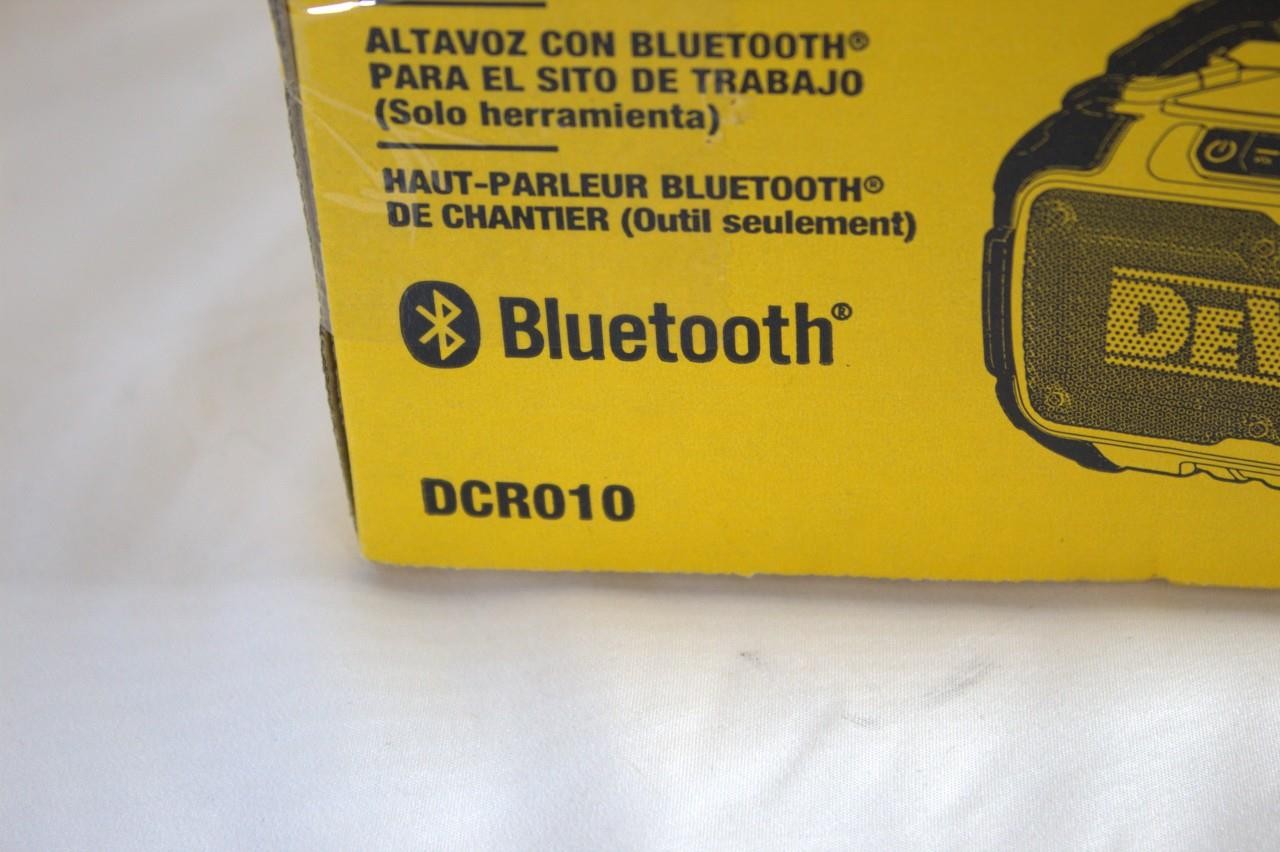 ALTAVOZ CON BLUETOOTH®
PARA EL SITO DE TRABAJO
(Solo herramienta)
HAUT-PARLEUR BLUETOOTH®
DE CHANTIER (Outil seulement)
Bluetooth®
DEW
DCR010